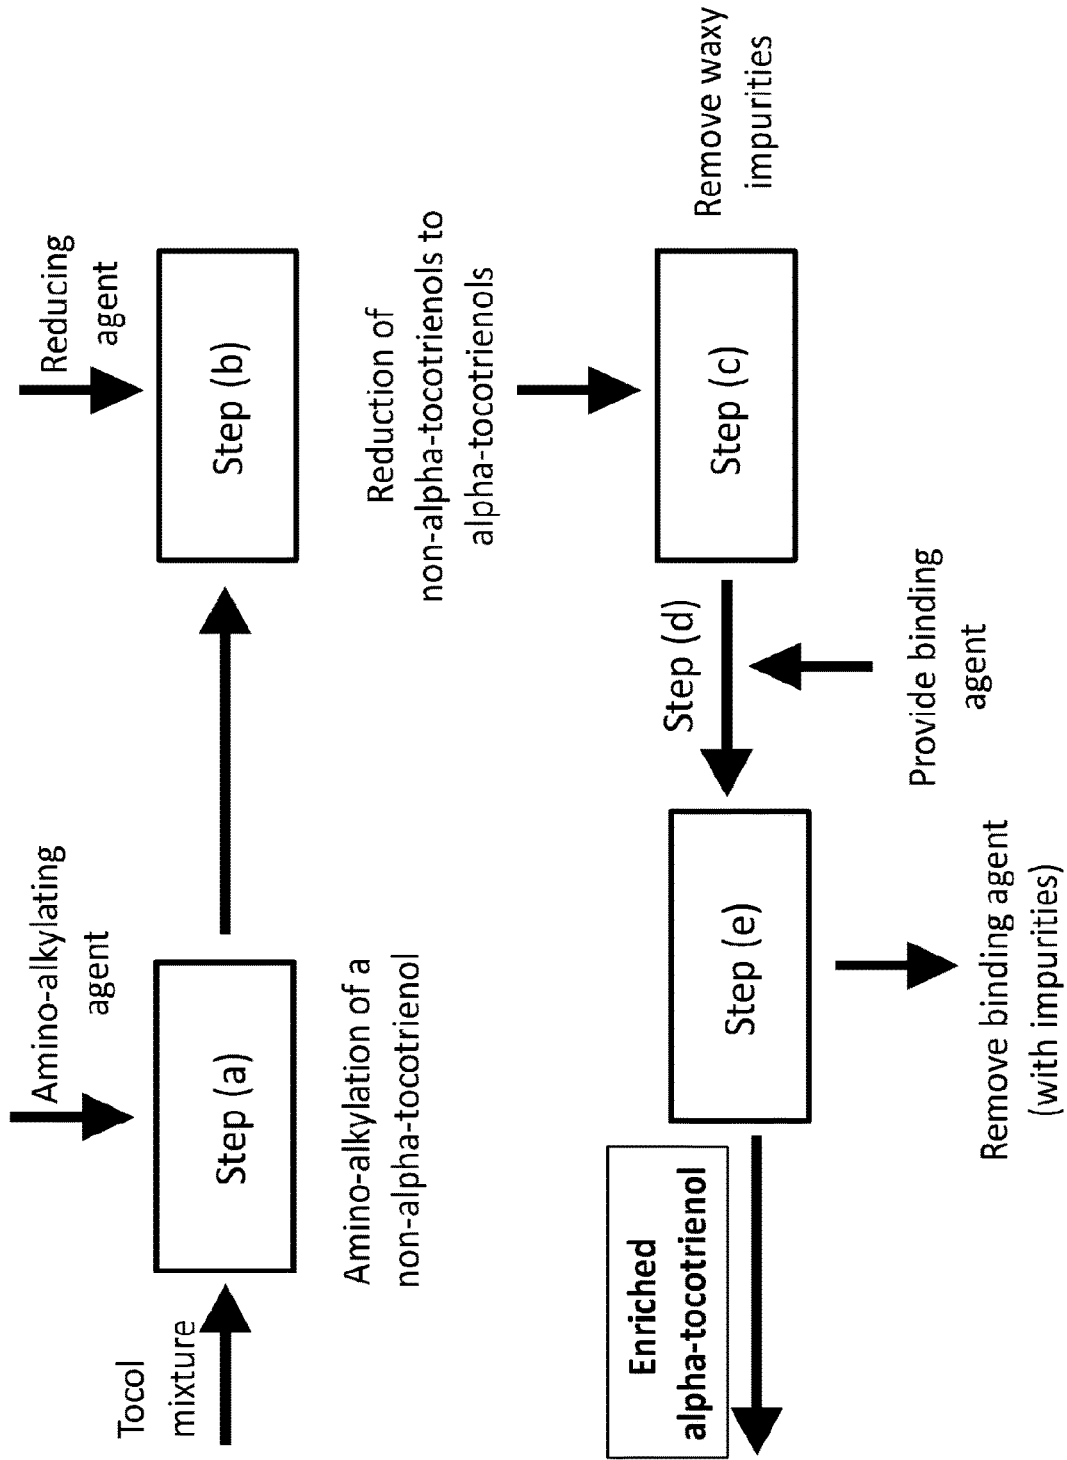 Tocol
mixture
Amino-alkylating
agent
Step (a)
Amino-alkylation of a
non-alpha-tocotrienol
Reducing
agent
Step (b)
Reduction of
non-alpha-tocotrienols to
alpha-tocotrienols
Step (c)
Remove waxy
impurities
Step (d)
Provide binding
agent
Step (e)
Remove binding agent
(with impurities)
Enriched
alpha-tocotrienol